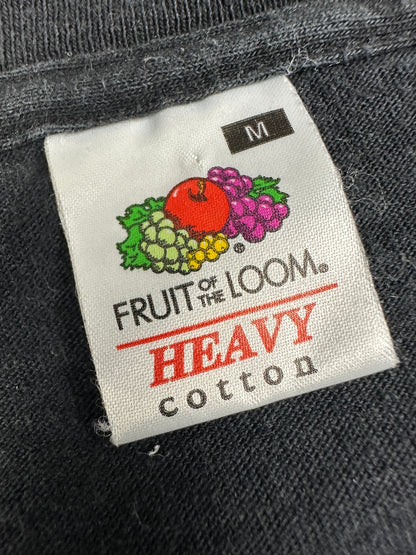 M
FRUIT OF THE LOOM®
HEAVY
cotton